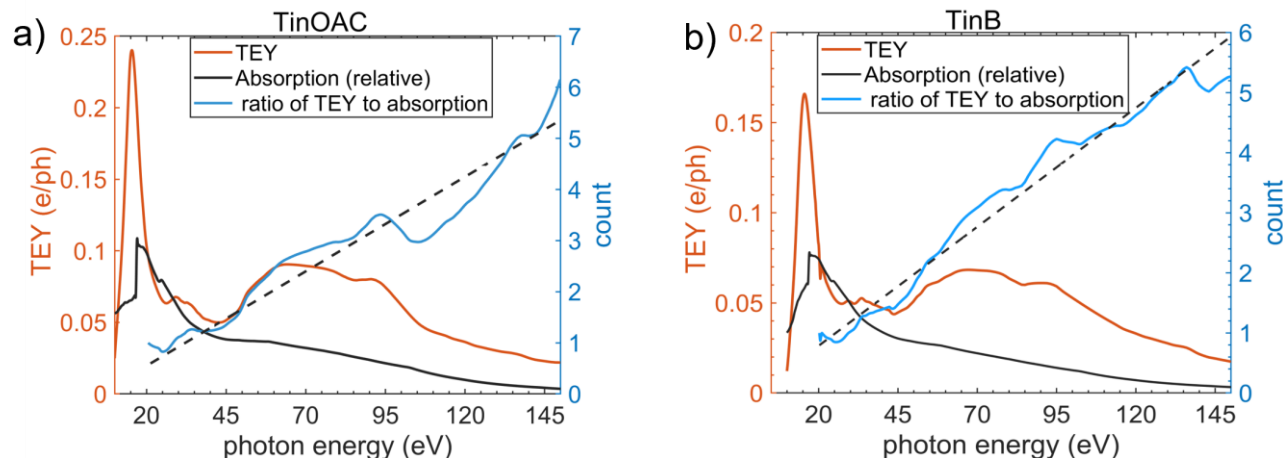 a)
TinOAC
TEY
Absorption (relative)
ratio of TEY to absorption
TEY (e/ph)
0.25
0.2
0.15
0.1
0.05
0
7
6
5
4
3
2
1
0
count
20 45 70 95 120 145
photon energy (eV)
b)
TinB
TEY
Absorption (relative)
ratio of TEY to absorption
TEY (e/ph)
0.2
0.15
0.1
0.05
0
6
5
4
3
2
1
0
count
20 45 70 95 120 145
photon energy (eV)